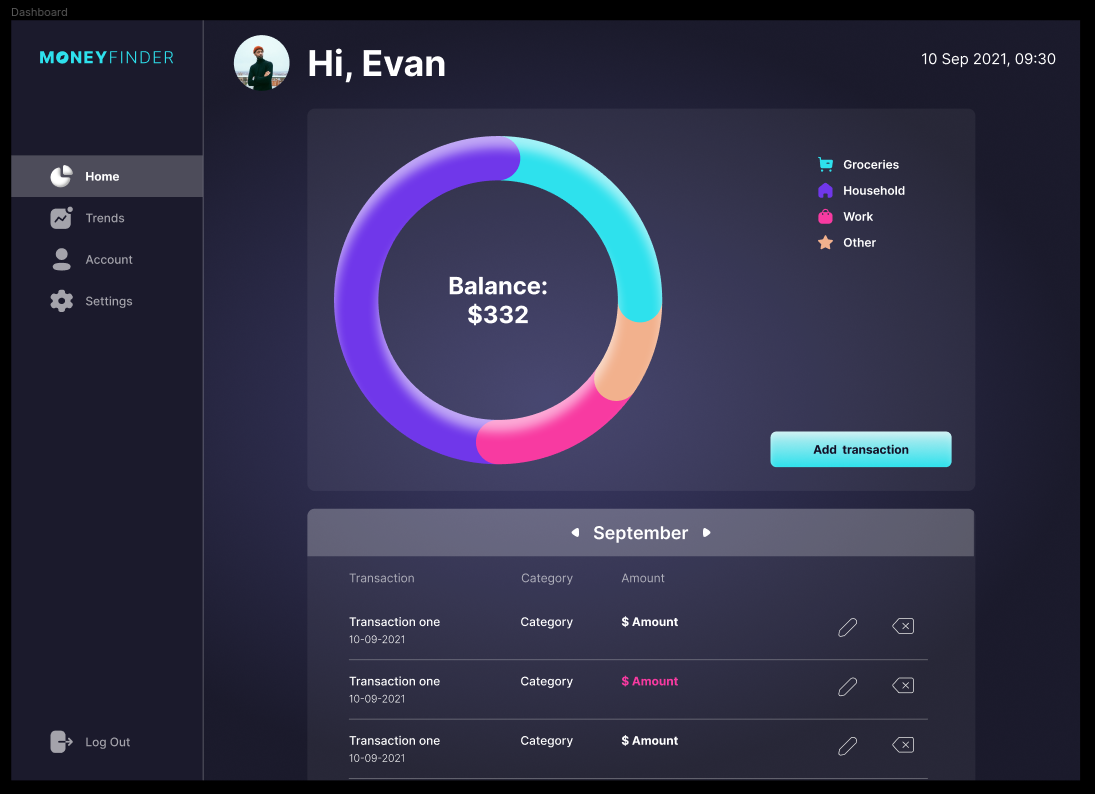 Dashboard
MONEYFINDER
Hi, Evan
10 Sep 2021, 09:30
Home
Trends
Account
Settings
Log Out
Balance:
$332
Groceries
Household
Work
Other
Add transaction
September
Transaction Category Amount
Transaction one Category $ Amount
10-09-2021
Transaction one Category $ Amount
10-09-2021
Transaction one Category $ Amount
10-09-2021